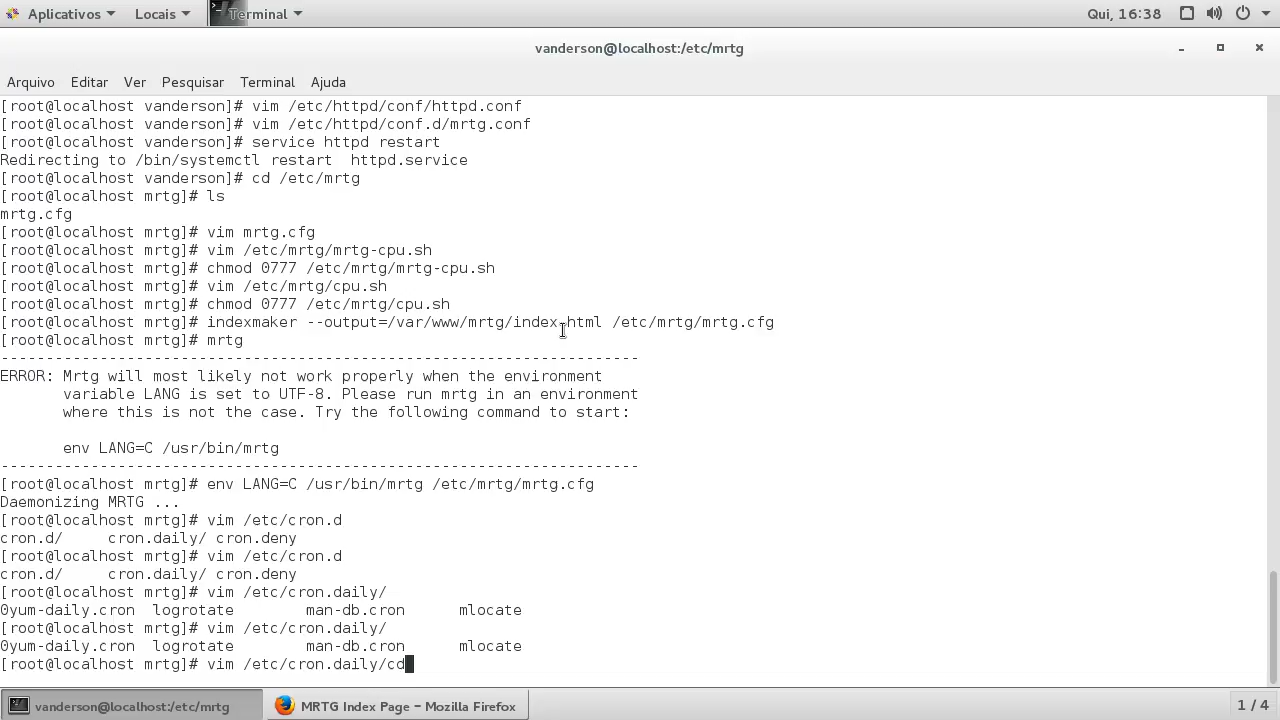 Aplicativos Locais Terminal Qui, 16:38
vanderson@localhost:/etc/mrtg
Arquivo Editar Ver Pesquisar Terminal Ajuda
[root@localhost vanderson]# vim /etc/httpd/conf/httpd.conf
[root@localhost vanderson]# vim /etc/httpd/conf.d/mrtg.conf
[root@localhost vanderson]# service httpd restart
Redirecting to /bin/systemctl restart  httpd.service
[root@localhost vanderson]# cd /etc/mrtg
[root@localhost mrtg]# ls
mrtg.cfg
[root@localhost mrtg]# vim mrtg.cfg
[root@localhost mrtg]# vim /etc/mrtg/mrtg-cpu.sh
[root@localhost mrtg]# chmod 0777 /etc/mrtg/mrtg-cpu.sh
[root@localhost mrtg]# vim /etc/mrtg/cpu.sh
[root@localhost mrtg]# chmod 0777 /etc/mrtg/cpu.sh
[root@localhost mrtg]# indexmaker --output=/var/www/mrtg/index.html /etc/mrtg/mrtg.cfg
[root@localhost mrtg]# mrtg
-----------------------------------------------------------------------
ERROR: Mrtg will most likely not work properly when the environment
       variable LANG is set to UTF-8. Please run mrtg in an environment
       where this is not the case. Try the following command to start:
       env LANG=C /usr/bin/mrtg
-----------------------------------------------------------------------
[root@localhost mrtg]# env LANG=C /usr/bin/mrtg /etc/mrtg/mrtg.cfg
Daemonizing MRTG ...
[root@localhost mrtg]# vim /etc/cron.d
cron.d/     cron.daily/ cron.deny
[root@localhost mrtg]# vim /etc/cron.d
cron.d/     cron.daily/ cron.deny
[root@localhost mrtg]# vim /etc/cron.daily/
0yum-daily.cron  logrotate        man-db.cron      mlocate
[root@localhost mrtg]# vim /etc/cron.daily/
0yum-daily.cron  logrotate        man-db.cron      mlocate
[root@localhost mrtg]# vim /etc/cron.daily/cd
vanderson@localhost:/etc/mrtg MRTG Index Page - Mozilla Firefox 1 / 4